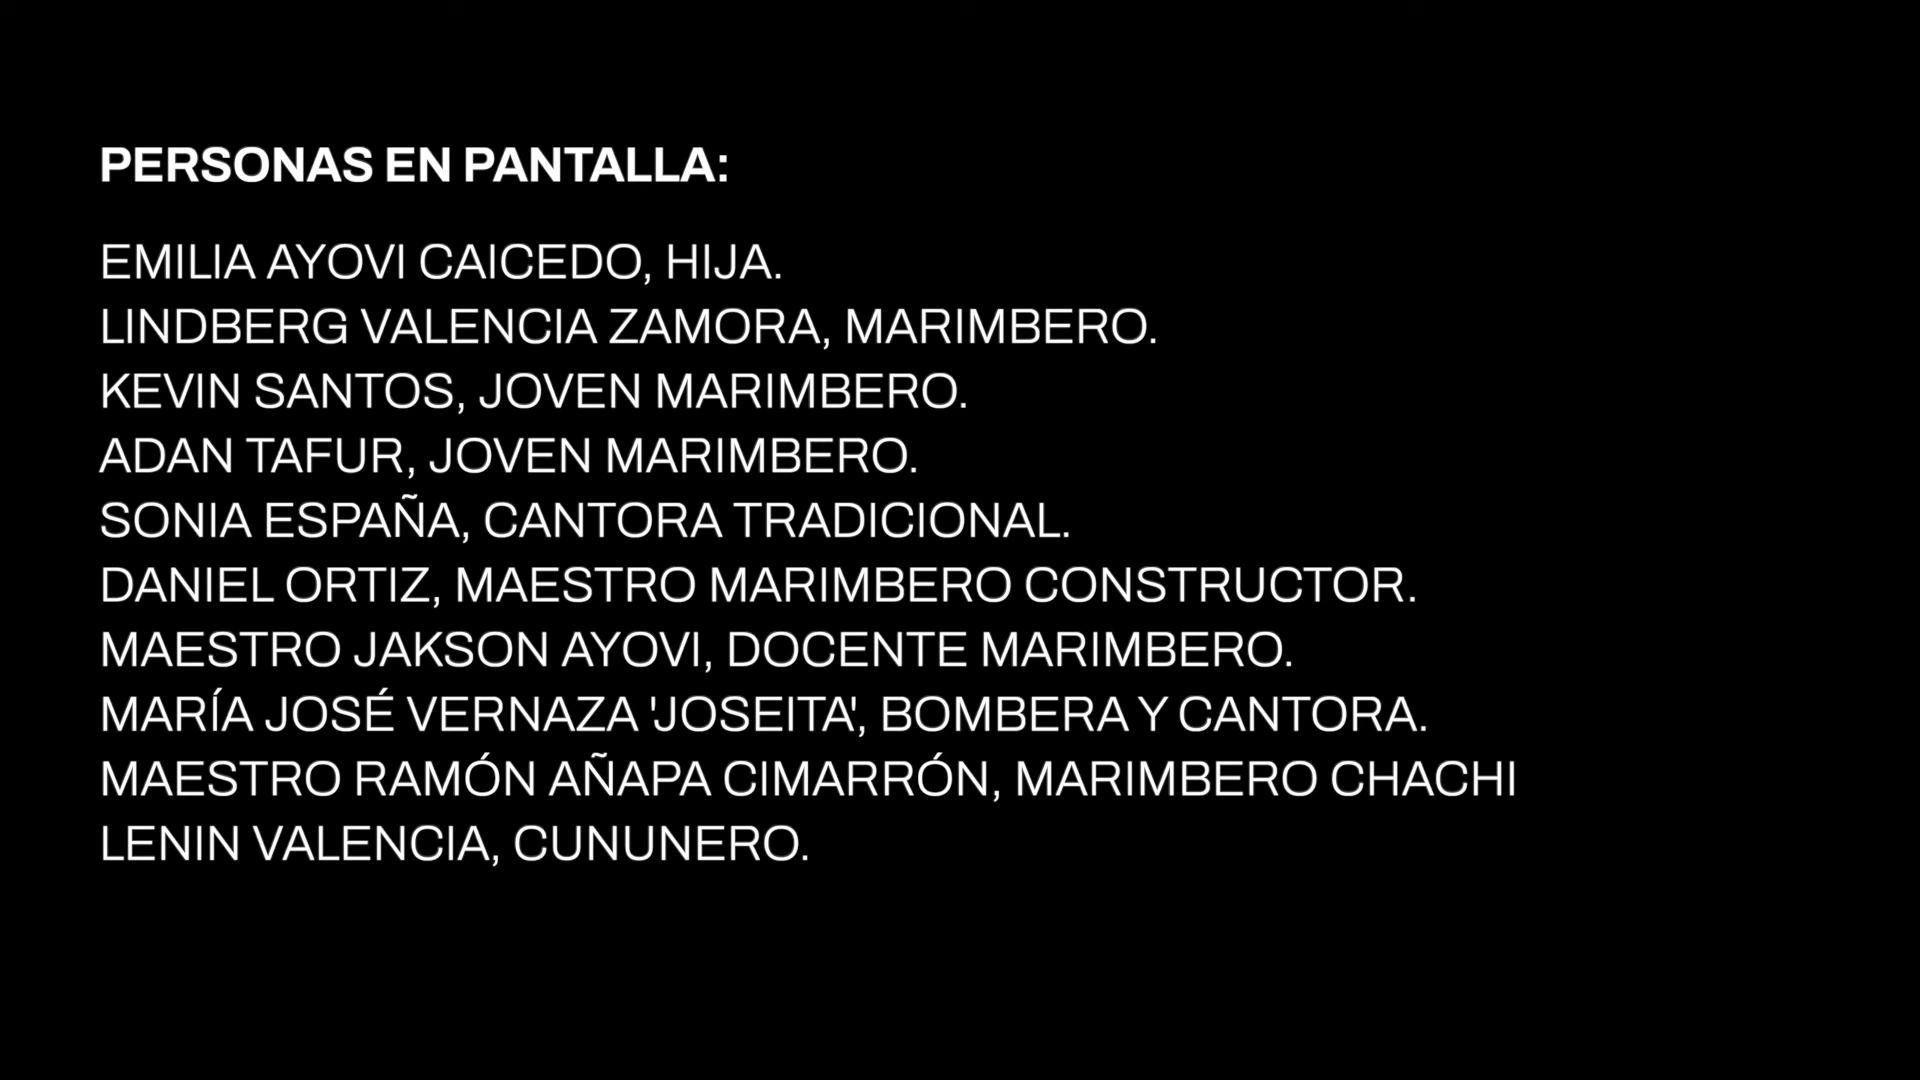 PERSONAS EN PANTALLA:
EMILIA AYOVI CAICEDO, HIJA.
LINDBERG VALENCIA ZAMORA, MARIMBERO.
KEVIN SANTOS, JOVEN MARIMBERO.
ADAN TAFUR, JOVEN MARIMBERO.
SONIA ESPAÑA, CANTORA TRADICIONAL.
DANIEL ORTIZ, MAESTRO MARIMBERO CONSTRUCTOR.
MAESTRO JAKSON AYOVI, DOCENTE MARIMBERO.
MARÍA JOSÉ VERNAZA 'JOSEITA', BOMBERA Y CANTORA.
MAESTRO RAMÓN AÑAPA CIMARRÓN, MARIMBERO CHACHI
LENIN VALENCIA, CUNUNERO.